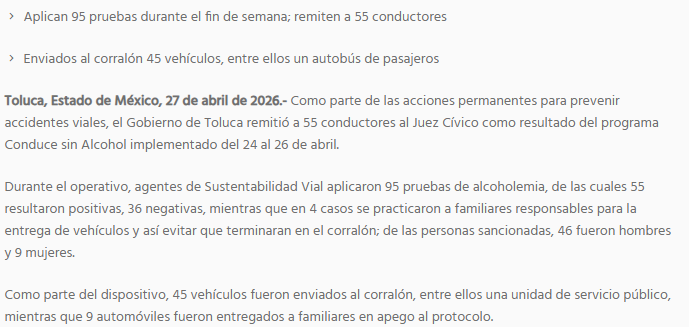 Aplican 95 pruebas durante el fin de semana; remiten a 55 conductores
Enviados al corralón 45 vehículos, entre ellos un autobús de pasajeros
Toluca, Estado de México, 27 de abril de 2026.- Como parte de las acciones permanentes para prevenir
accidentes viales, el Gobierno de Toluca remitió a 55 conductores al Juez Cívico como resultado del programa
Conduce sin Alcohol implementado del 24 al 26 de abril.
Durante el operativo, agentes de Sustentabilidad Vial aplicaron 95 pruebas de alcoholemia, de las cuales 55
resultaron positivas, 36 negativas, mientras que en 4 casos se practicaron a familiares responsables para la
entrega de vehículos y así evitar que terminaran en el corralón; de las personas sancionadas, 46 fueron hombres
y 9 mujeres.
Como parte del dispositivo, 45 vehículos fueron enviados al corralón, entre ellos una unidad de servicio público,
mientras que 9 automóviles fueron entregados a familiares en apego al protocolo.